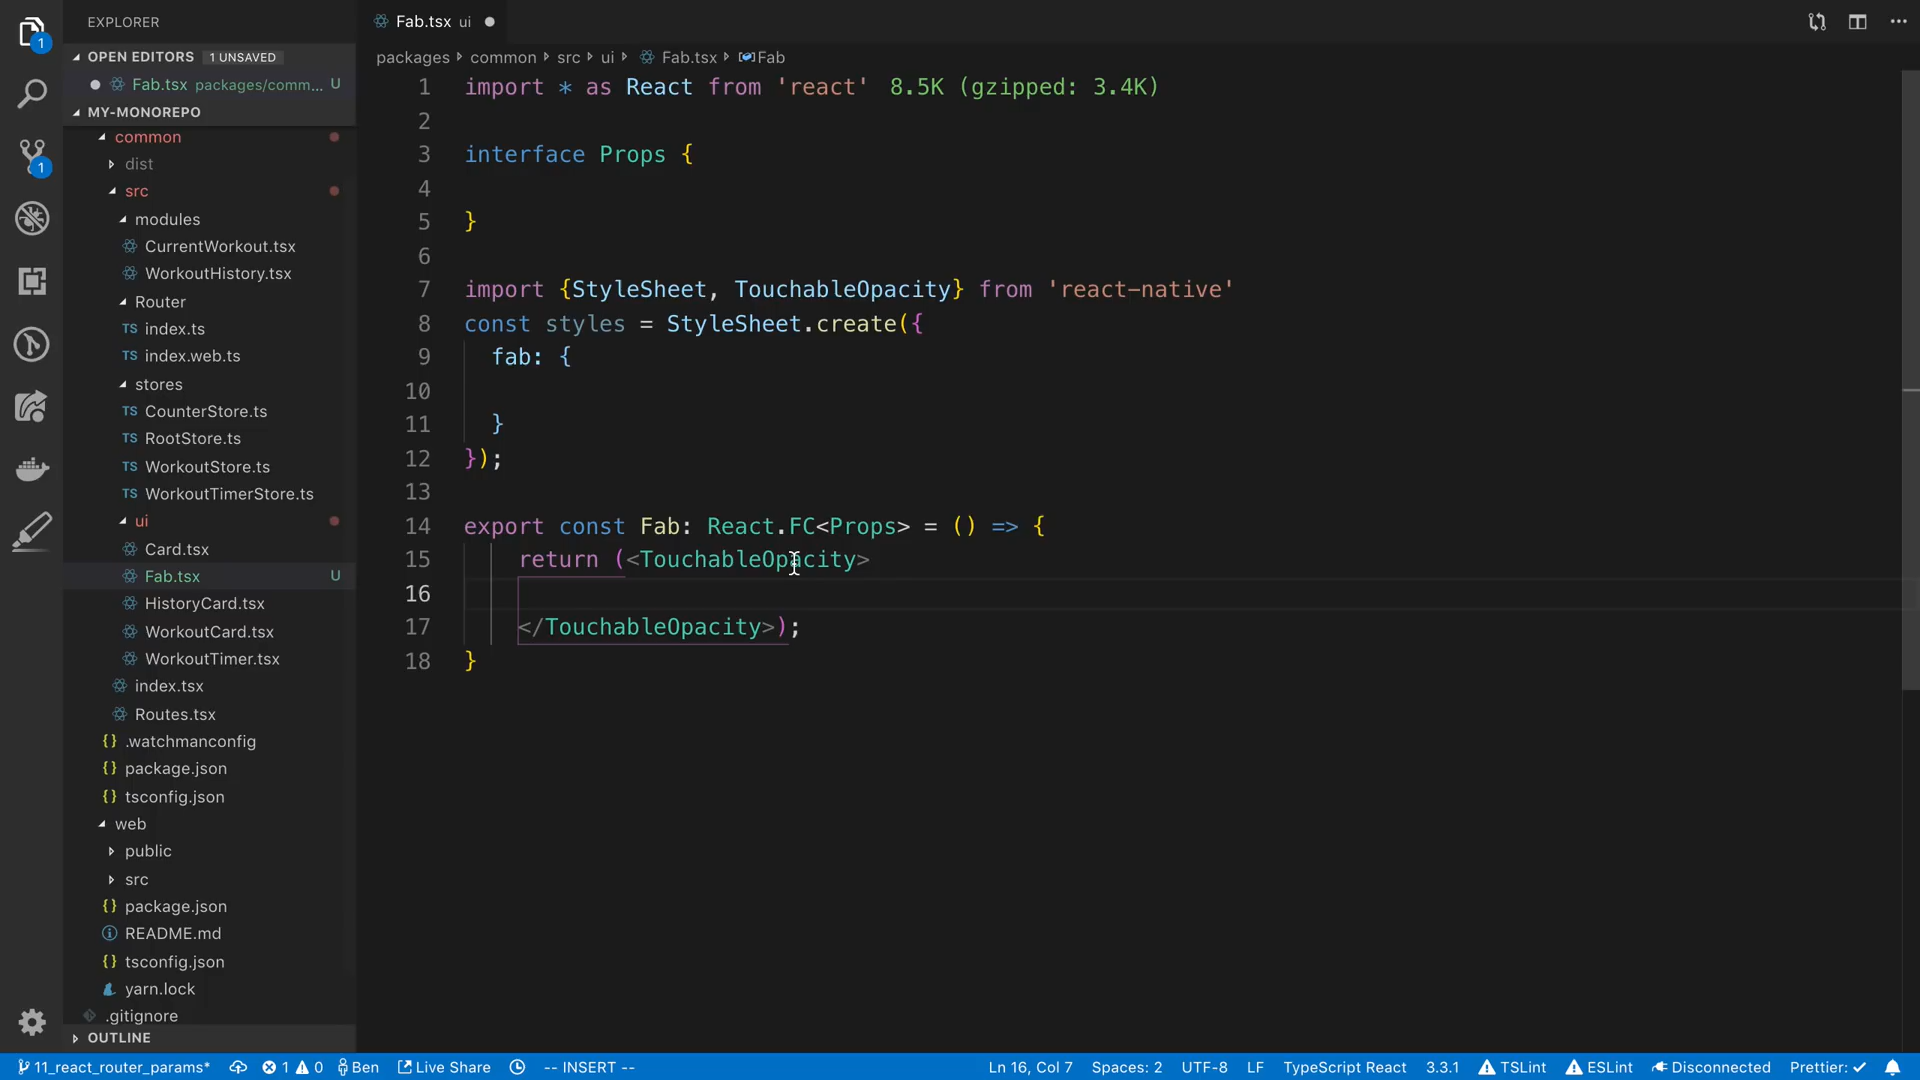 EXPLORER
OPEN EDITORS 1 UNSAVED
Fab.tsx packages/comm... U
MY-MONOREPO
common
dist
src
modules
CurrentWorkout.tsx
WorkoutHistory.tsx
Router
TS index.ts
TS index.web.ts
stores
TS CounterStore.ts
TS RootStore.ts
TS WorkoutStore.ts
TS WorkoutTimerStore.ts
ui
Card.tsx
Fab.tsx U
HistoryCard.tsx
WorkoutCard.tsx
WorkoutTimer.tsx
index.tsx
Routes.tsx
{} .watchmanconfig
{} package.json
{} tsconfig.json
web
public
src
{} package.json
README.md
{} tsconfig.json
yarn.lock
.gitignore
OUTLINE
1
1
Fab.tsx ui
packages common src ui Fab.tsx Fab
1 import * as React from 'react' 8.5K (gzipped: 3.4K)
2
3 interface Props {
4
5 }
6
7 import {StyleSheet, TouchableOpacity} from 'react-native'
8 const styles = StyleSheet.create({
9 fab: {
10
11 }
12 });
13
14 export const Fab: React.FC<Props> = () => {
15 return (<TouchableOpacity>
16
17 </TouchableOpacity>);
18 }
11_react_router_params* 1 0 Ben Live Share -- INSERT -- Ln 16, Col 7 Spaces: 2 UTF-8 LF TypeScript React 3.3.1 TSLint ESLint Disconnected Prettier: ✓